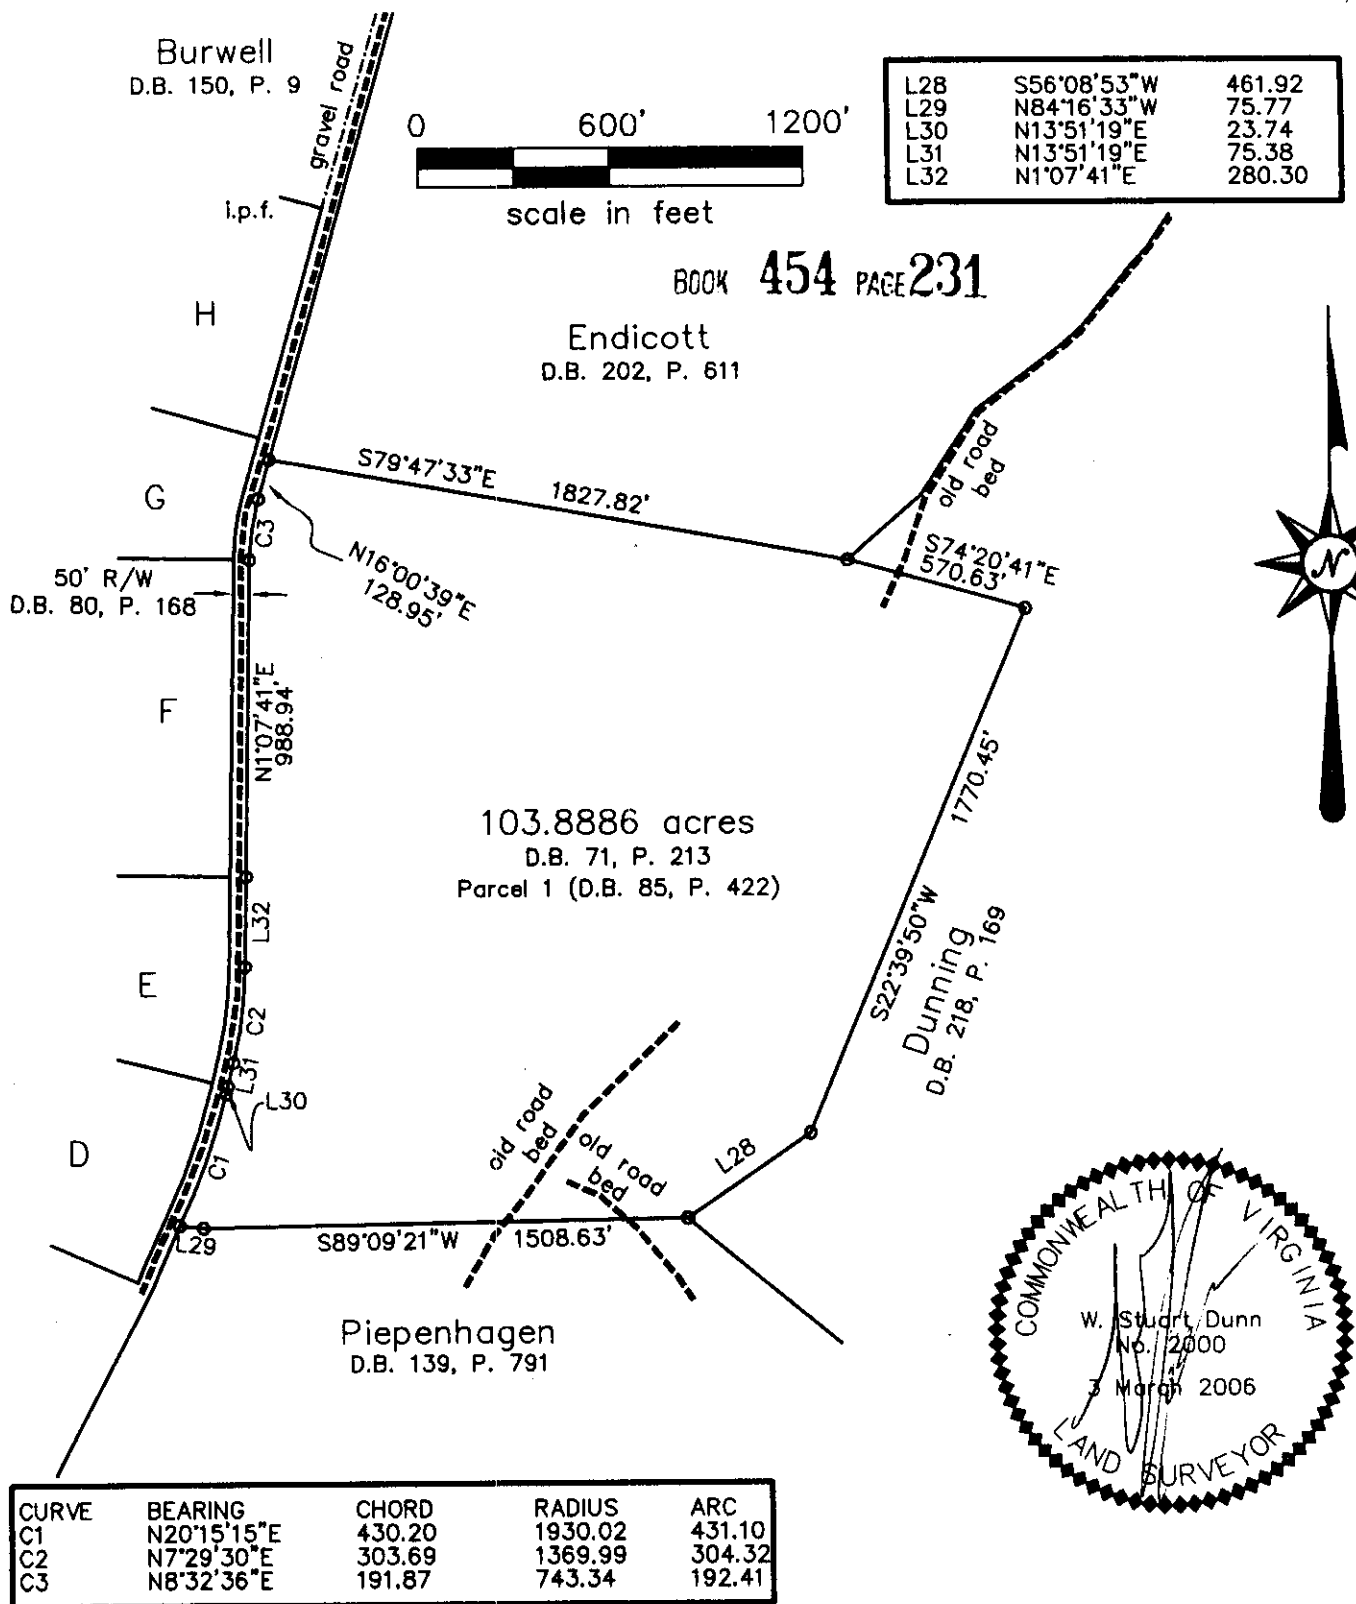 Burwell
D.B. 150, P. 9
gravel road
i.p.f.
0 600' 1200'
scale in feet
L28 S56°08'53"W 461.92
L29 N84°16'33"W 75.77
L30 N13°51'19"E 23.74
L31 N13°51'19"E 75.38
L32 N1°07'41"E 280.30
BOOK 454 PAGE 231
H
Endicott
D.B. 202, P. 611
old road
bed
S79°47'33"E 1827.82'
G
C3
N16°00'39"E
128.95'
S74°20'41"E
570.63'
N
50' R/W
D.B. 80, P. 168
F
N1°07'41"E
988.94'
1770.45'
S22°39'50"W
103.8886 acres
D.B. 71, P. 213
Parcel 1 (D.B. 85, P. 422)
Dunning
D.B. 218, P. 169
L32
E
C2
L31
L30
D
C1
old road
bed
old road
bed
L28
L29
S89°09'21"W 1508.63'
Piepenhagen
D.B. 139, P. 791
COMMONWEALTH OF VIRGINIA
W. Stuart Dunn
No. 2000
3 March 2006
LAND SURVEYOR
CURVE BEARING CHORD RADIUS ARC
C1 N20°15'15"E 430.20 1930.02 431.10
C2 N7°29'30"E 303.69 1369.99 304.32
C3 N8°32'36"E 191.87 743.34 192.41